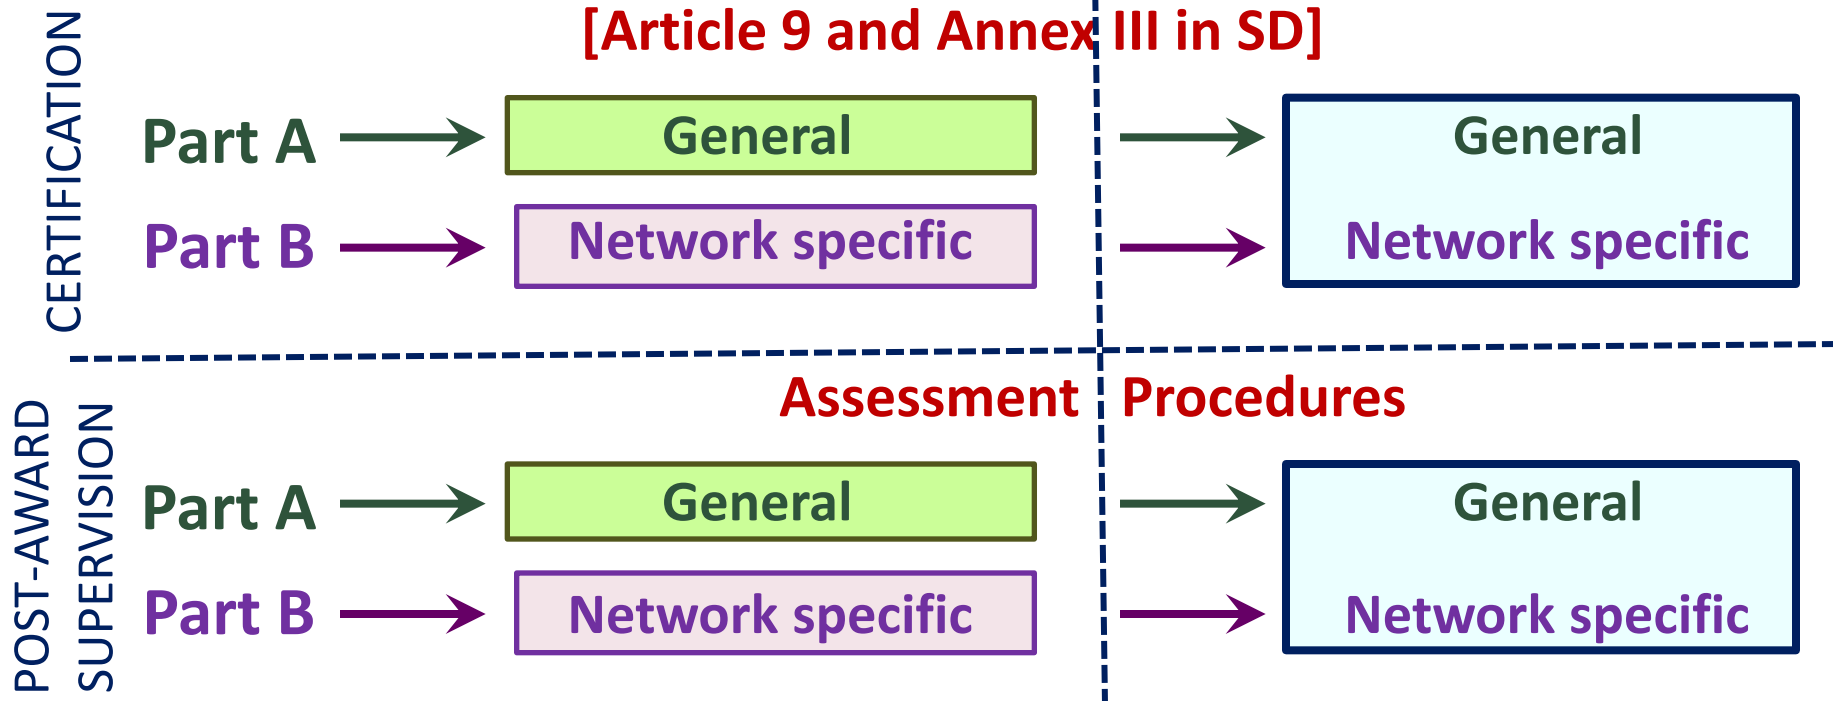 [Article 9 and Annex III in SD]
CERTIFICATION
Part A
General
General
Part B
Network specific
Network specific
Assessment Procedures
POST-AWARD
SUPERVISION
Part A
General
General
Part B
Network specific
Network specific